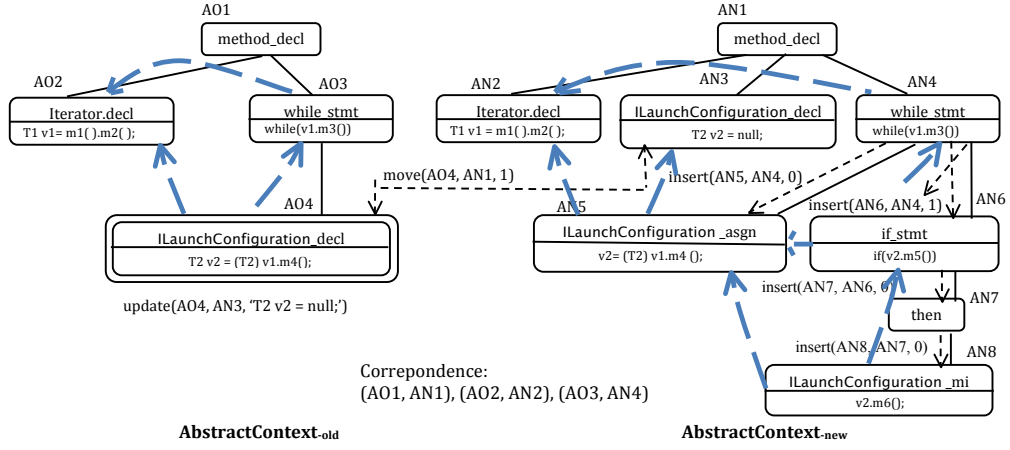 AO1
method_decl
AO2
AO3
Iterator.decl
T1 v1= m1( ).m2( );
while_stmt
while(v1.m3())
AO4
ILaunchConfiguration_decl
T2 v2 = (T2) v1.m4();
update(AO4, AN3, ‘T2 v2 = null;’)
move(AO4, AN1, 1)
AN1
method_decl
AN2
AN3
AN4
Iterator.decl
T1 v1 = m1( ).m2( );
ILaunchConfiguration_decl
T2 v2 = null;
while_stmt
while(v1.m3())
insert(AN5, AN4, 0)
AN5
insert(AN6, AN4, 1)
AN6
ILaunchConfiguration _asgn
v2= (T2) v1.m4 ();
if_stmt
if(v2.m5())
insert(AN7, AN6, 0)
AN7
then
insert(AN8, AN7, 0)
AN8
ILaunchConfiguration _mi
v2.m6();
Correpondence:
(AO1, AN1), (AO2, AN2), (AO3, AN4)
AbstractContext-old
AbstractContext-new